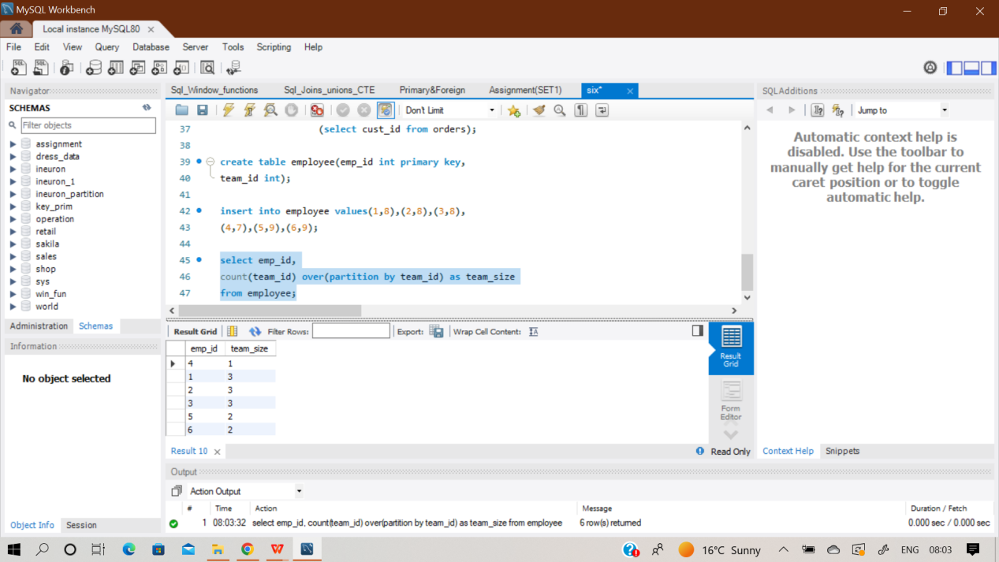 MySQL Workbench
Local instance MySQL80
File Edit View Query Database Server Tools Scripting Help
Navigator
SCHEMAS
Filter objects
assignment
dress_data
ineuron
ineuron_1
ineuron_partition
key_prim
operation
retail
sakila
sales
shop
sys
win_fun
world
Administration Schemas
Information
No object selected
Object Info Session
Sql_Window_functions Sql_Joins_unions_CTE Primary&Foreign Assignment(SET1) six*
Don't Limit
37 (select cust_id from orders);
38
39 create table employee(emp_id int primary key,
40 team_id int);
41
42 insert into employee values(1,8),(2,8),(3,8),
43 (4,7),(5,9),(6,9);
44
45 select emp_id,
46 count(team_id) over(partition by team_id) as team_size
47 from employee;
Result Grid Filter Rows: Export: Wrap Cell Content:
emp_id team_size
4 1
1 3
2 3
3 3
5 2
6 2
Result Grid
Form Editor
Result 10 Read Only
SQLAdditions
Jump to
Automatic context help is
disabled. Use the toolbar to
manually get help for the current
caret position or to toggle
automatic help.
Context Help Snippets
Output
Action Output
# Time Action Message Duration / Fetch
1 08:03:32 select emp_id, count(team_id) over(partition by team_id) as team_size from employee 6 row(s) returned 0.000 sec / 0.000 sec
16°C Sunny ENG 08:03